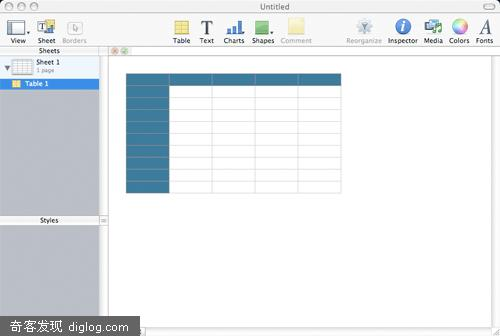 Untitled
View Sheet Borders Table Text Charts Shapes Comment Reorganize Inspector Media Colors Fonts
Sheets
Sheet 1
1 page
Table 1
Styles
奇客发现 diglog.com